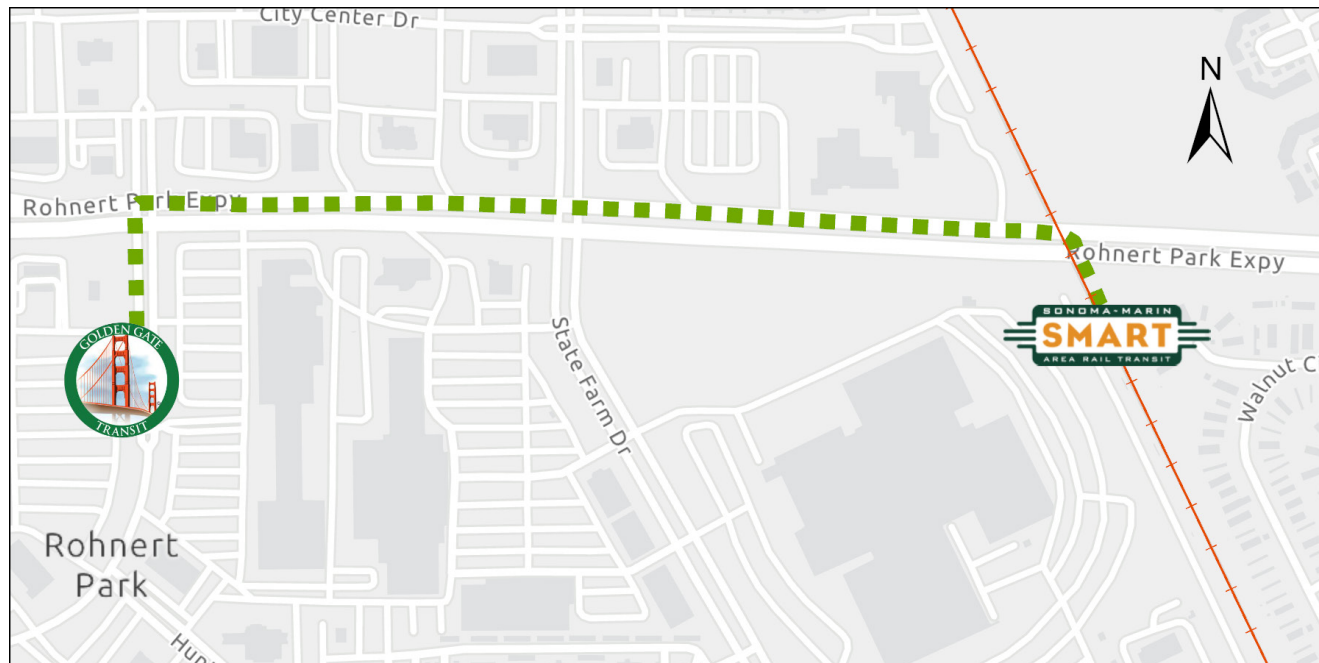 City Center Dr
N
Rohnert Park Expy
Rohnert Park Expy
SONOMA-MARIN
SMART
AREA RAIL TRANSIT
GOLDEN GATE
TRANSIT
State Farm Dr
Walnut C
Rohnert
Park
Hun